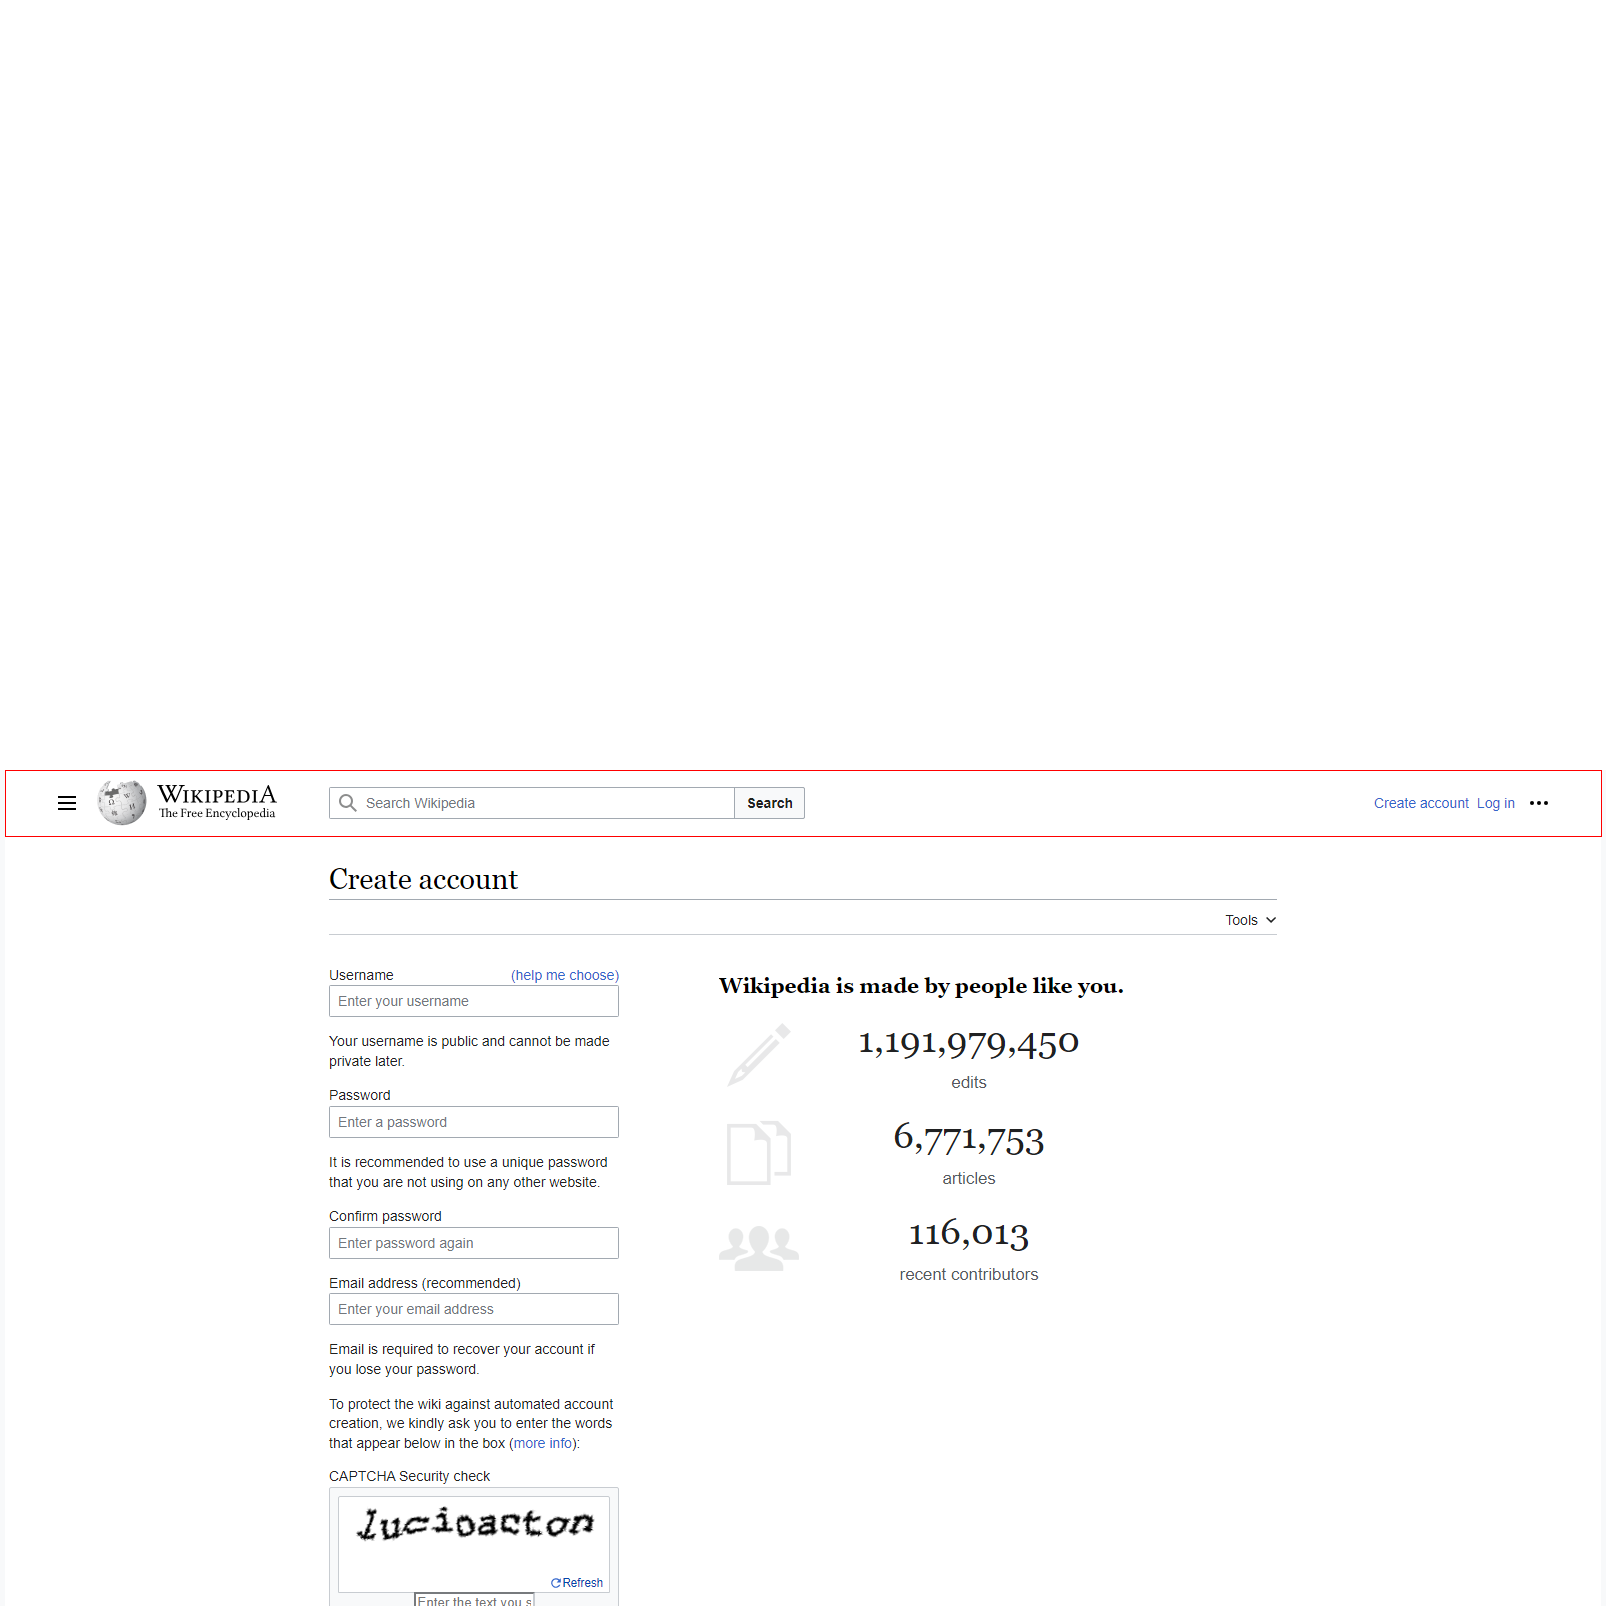 WIKIPEDIA
The Free Encyclopedia
Search Wikipedia
Search
Create account Log in
Create account
Tools
Username (help me choose)
Enter your username
Your username is public and cannot be made
private later.
Password
Enter a password
It is recommended to use a unique password
that you are not using on any other website.
Confirm password
Enter password again
Email address (recommended)
Enter your email address
Email is required to recover your account if
you lose your password.
To protect the wiki against automated account
creation, we kindly ask you to enter the words
that appear below in the box (more info):
CAPTCHA Security check
lucioacton
Refresh
Enter the text you s
Wikipedia is made by people like you.
1,191,979,450
edits
6,771,753
articles
116,013
recent contributors